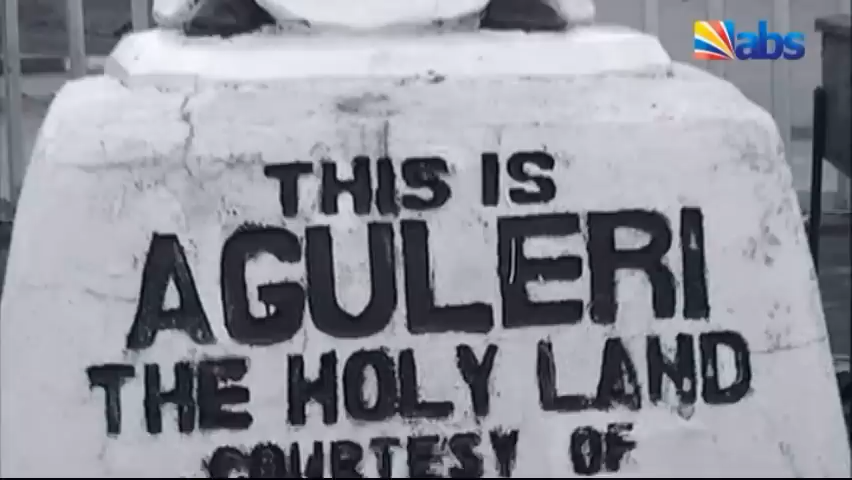 abs
THIS IS
AGULERI
THE HOLY LAND
COURTESY OF